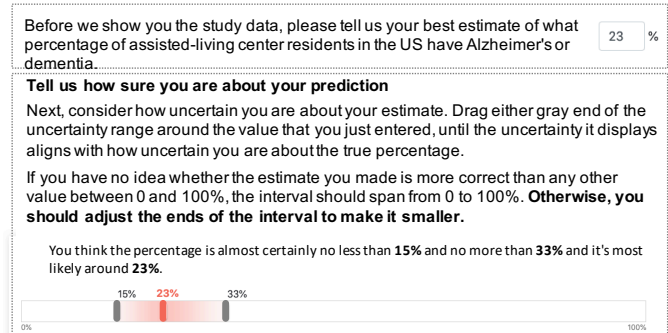 Before we show you the study data, please tell us your best estimate of what
percentage of assisted-living center residents in the US have Alzheimer's or
dementia.
23 %
Tell us how sure you are about your prediction
Next, consider how uncertain you are about your estimate. Drag either gray end of the
uncertainty range around the value that you just entered, until the uncertainty it displays
aligns with how uncertain you are about the true percentage.
If you have no idea whether the estimate you made is more correct than any other
value between 0 and 100%, the interval should span from 0 to 100%. Otherwise, you
should adjust the ends of the interval to make it smaller.
You think the percentage is almost certainly no less than 15% and no more than 33% and it's most
likely around 23%.
15% 23% 33%
0% 100%